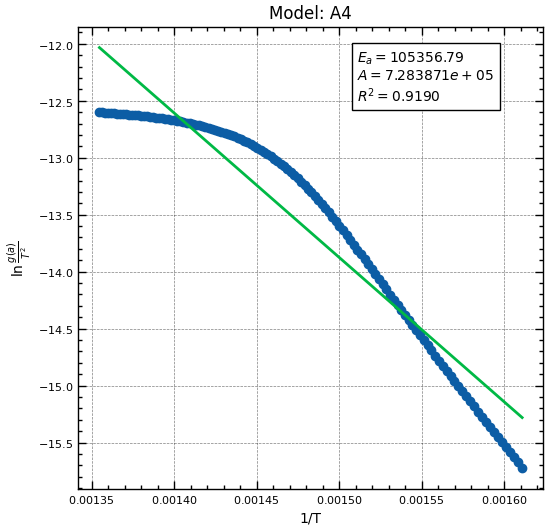 Model: A4
E_a = 105356.79
A = 7.283871e + 05
R² = 0.9190
−12.0
−12.5
−13.0
−13.5
−14.0
−14.5
−15.0
−15.5
ln g(a)/T²
0.00135 0.00140 0.00145 0.00150 0.00155 0.00160
1/T